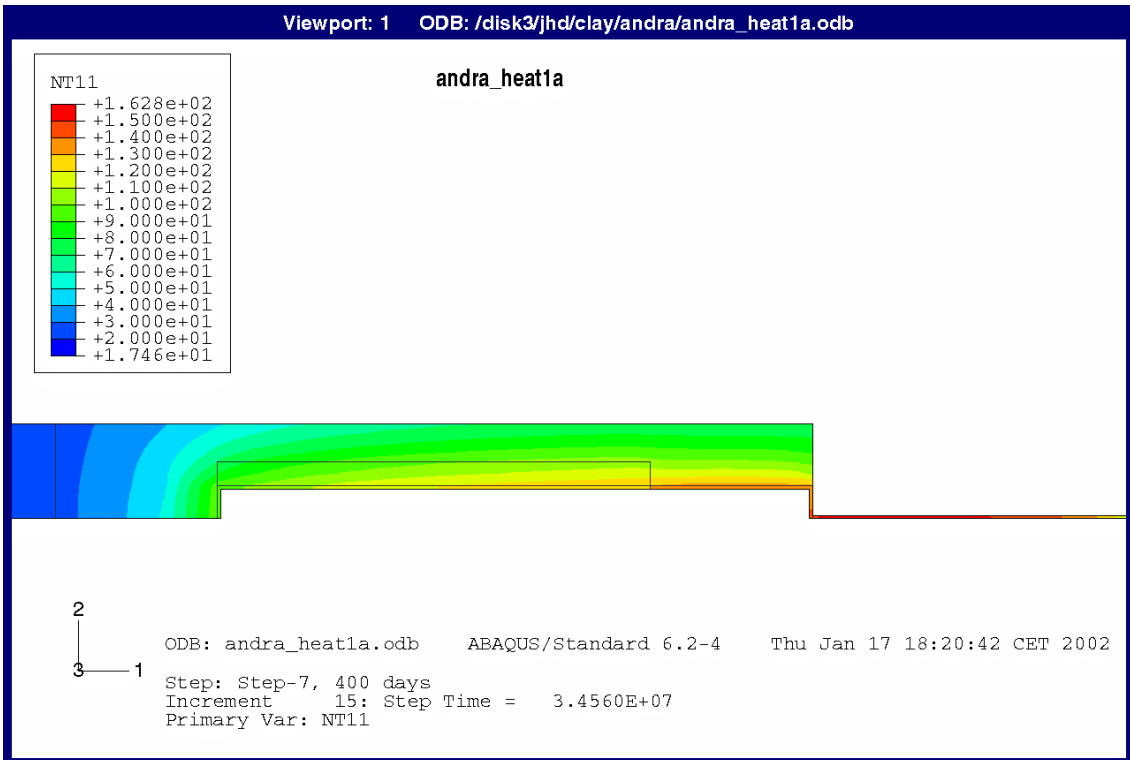 Viewport: 1 ODB: /disk3/jhd/clay/andra/andra_heat1a.odb
andra_heat1a
NT11
+1.628e+02
+1.500e+02
+1.400e+02
+1.300e+02
+1.200e+02
+1.100e+02
+1.000e+02
+9.000e+01
+8.000e+01
+7.000e+01
+6.000e+01
+5.000e+01
+4.000e+01
+3.000e+01
+2.000e+01
+1.746e+01
2
3 1
ODB: andra_heat1a.odb ABAQUS/Standard 6.2-4 Thu Jan 17 18:20:42 CET 2002
Step: Step-7, 400 days
Increment 15: Step Time = 3.4560E+07
Primary Var: NT11